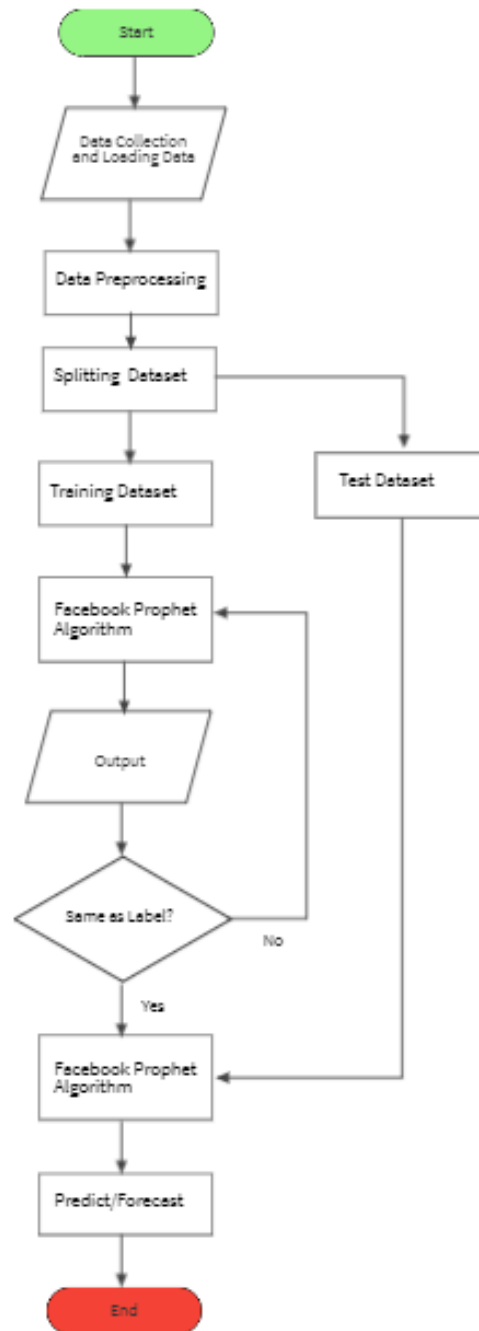 Start
Data Collection
and Loading Data
Data Preprocessing
Splitting Dataset
Training Dataset
Test Dataset
Facebook Prophet
Algorithm
Output
Same as Label?
No
Yes
Facebook Prophet
Algorithm
Predict/Forecast
End